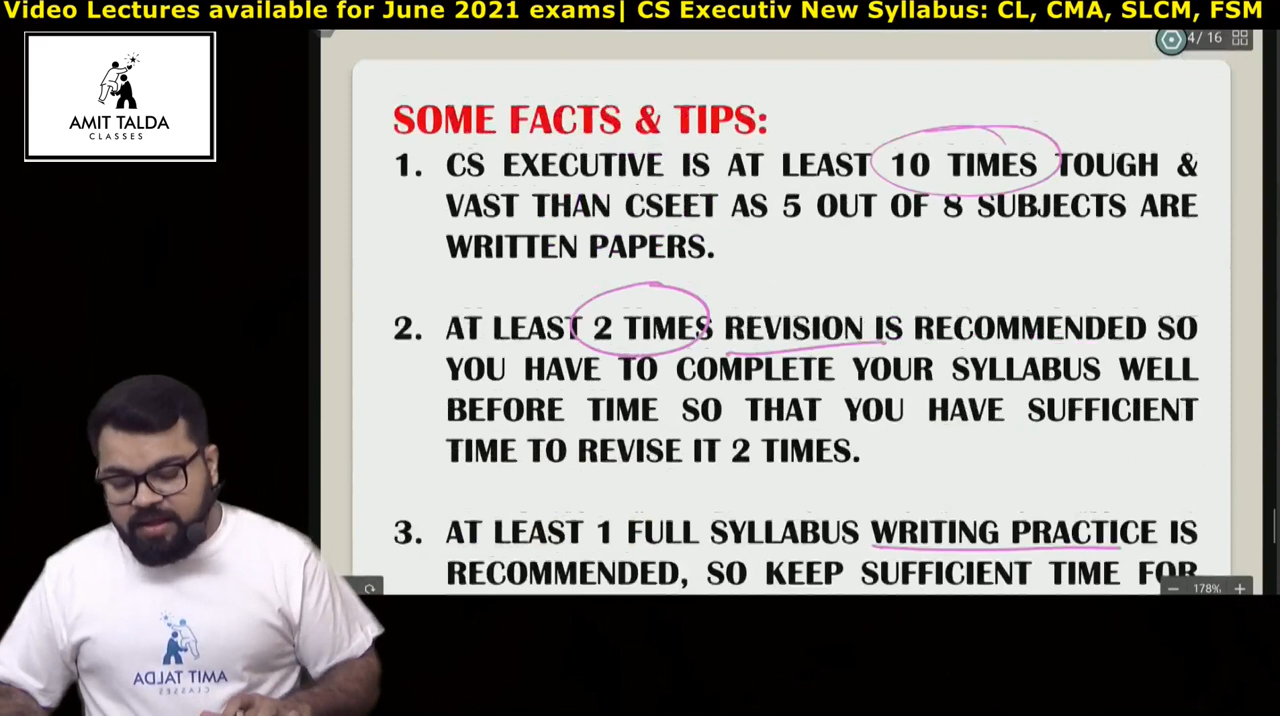 Video Lectures available for June 2021 exams| CS Executiv New Syllabus: CL, CMA, SLCM, FSM
4/ 16
AMIT TALDA
CLASSES
SOME FACTS & TIPS:
1. CS EXECUTIVE IS AT LEAST 10 TIMES TOUGH &
VAST THAN CSEET AS 5 OUT OF 8 SUBJECTS ARE
WRITTEN PAPERS.
2. AT LEAST 2 TIMES REVISION IS RECOMMENDED SO
YOU HAVE TO COMPLETE YOUR SYLLABUS WELL
BEFORE TIME SO THAT YOU HAVE SUFFICIENT
TIME TO REVISE IT 2 TIMES.
3. AT LEAST 1 FULL SYLLABUS WRITING PRACTICE IS
RECOMMENDED, SO KEEP SUFFICIENT TIME FOR
178%
AMIT TALDA
CLASSES